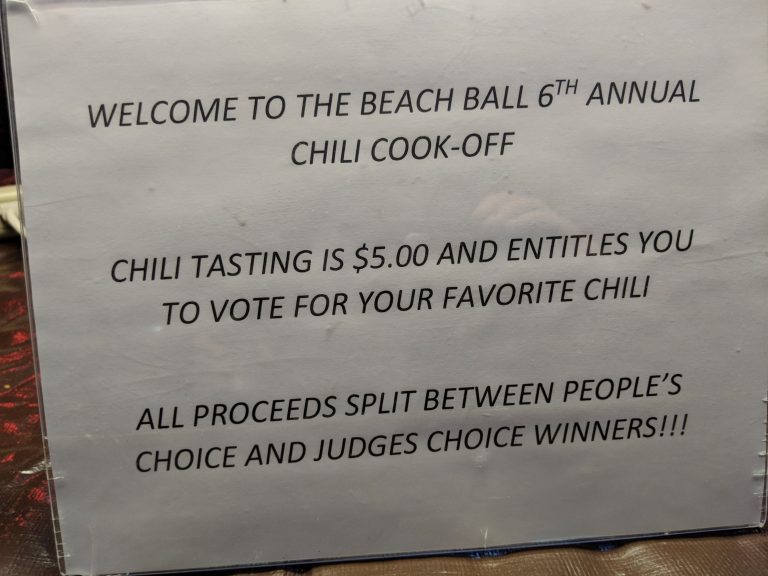 WELCOME TO THE BEACH BALL 6TH ANNUAL
CHILI COOK-OFF
CHILI TASTING IS $5.00 AND ENTITLES YOU
TO VOTE FOR YOUR FAVORITE CHILI
ALL PROCEEDS SPLIT BETWEEN PEOPLE'S
CHOICE AND JUDGES CHOICE WINNERS!!!